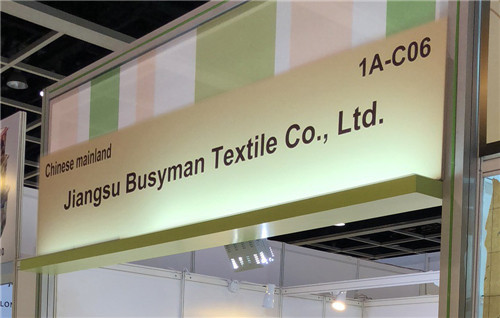 1A-C06
Chinese mainland
Jiangsu Busyman Textile Co., Ltd.